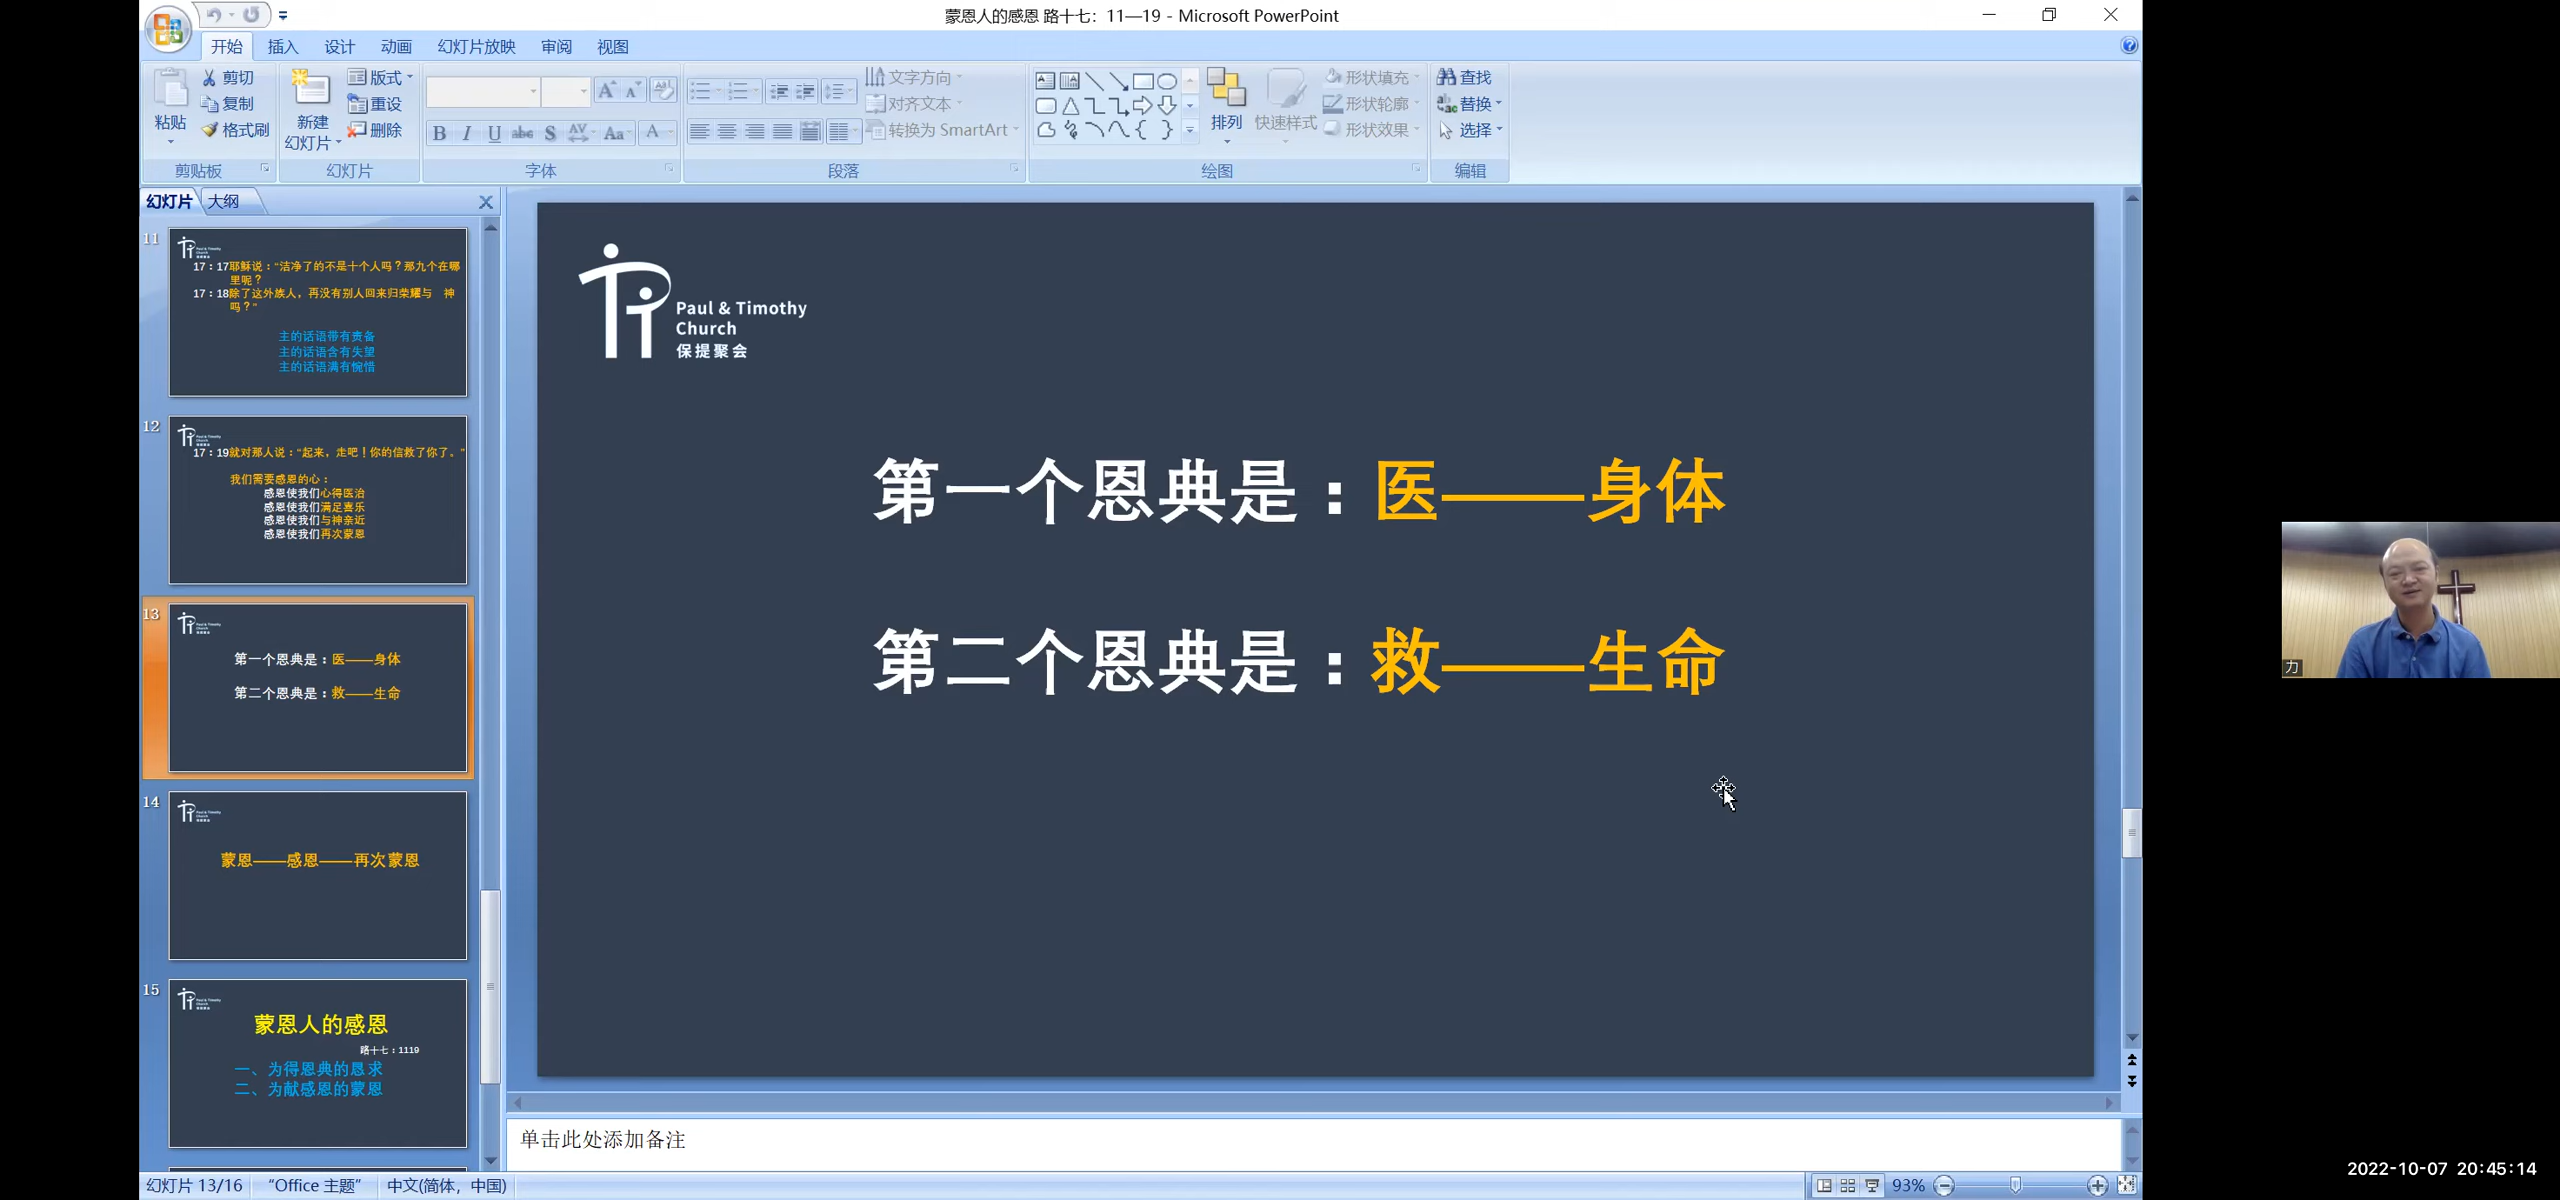 蒙恩人的感恩 路十七：11—19 - Microsoft PowerPoint
开始 插入 设计 动画 幻灯片放映 审阅 视图
粘贴 剪切 复制 格式刷
新建 幻灯片 版式 重设 删除
B I U abc S AV Aa A
文字方向 对齐文本 转换为 SmartArt
排列 快速样式 形状填充 形状轮廓 形状效果
查找 替换 选择
剪贴板 幻灯片 字体 段落 绘图 编辑
幻灯片 大纲
11
17：17耶稣说：“洁净了的不是十个人吗？那九个在哪
里呢？
17：18除了这外族人，再没有别人回来归荣耀与 神
吗？”
主的话语带有责备
主的话语含有失望
主的话语满有惋惜
12
17：19就对那人说：“起来，走吧！你的信救了你了。”
我们需要感恩的心：
感恩使我们心得医治
感恩使我们满足喜乐
感恩使我们与神亲近
感恩使我们再次蒙恩
13
第一个恩典是：医——身体
第二个恩典是：救——生命
14
蒙恩——感恩——再次蒙恩
15
蒙恩人的感恩
路十七：1119
一、为得恩典的恳求
二、为献感恩的蒙恩
Paul & Timothy
Church
保提聚会
第一个恩典是：医——身体
第二个恩典是：救——生命
单击此处添加备注
幻灯片 13/16 “Office 主题” 中文(简体，中国) 93%
力
2022-10-07 20:45:14